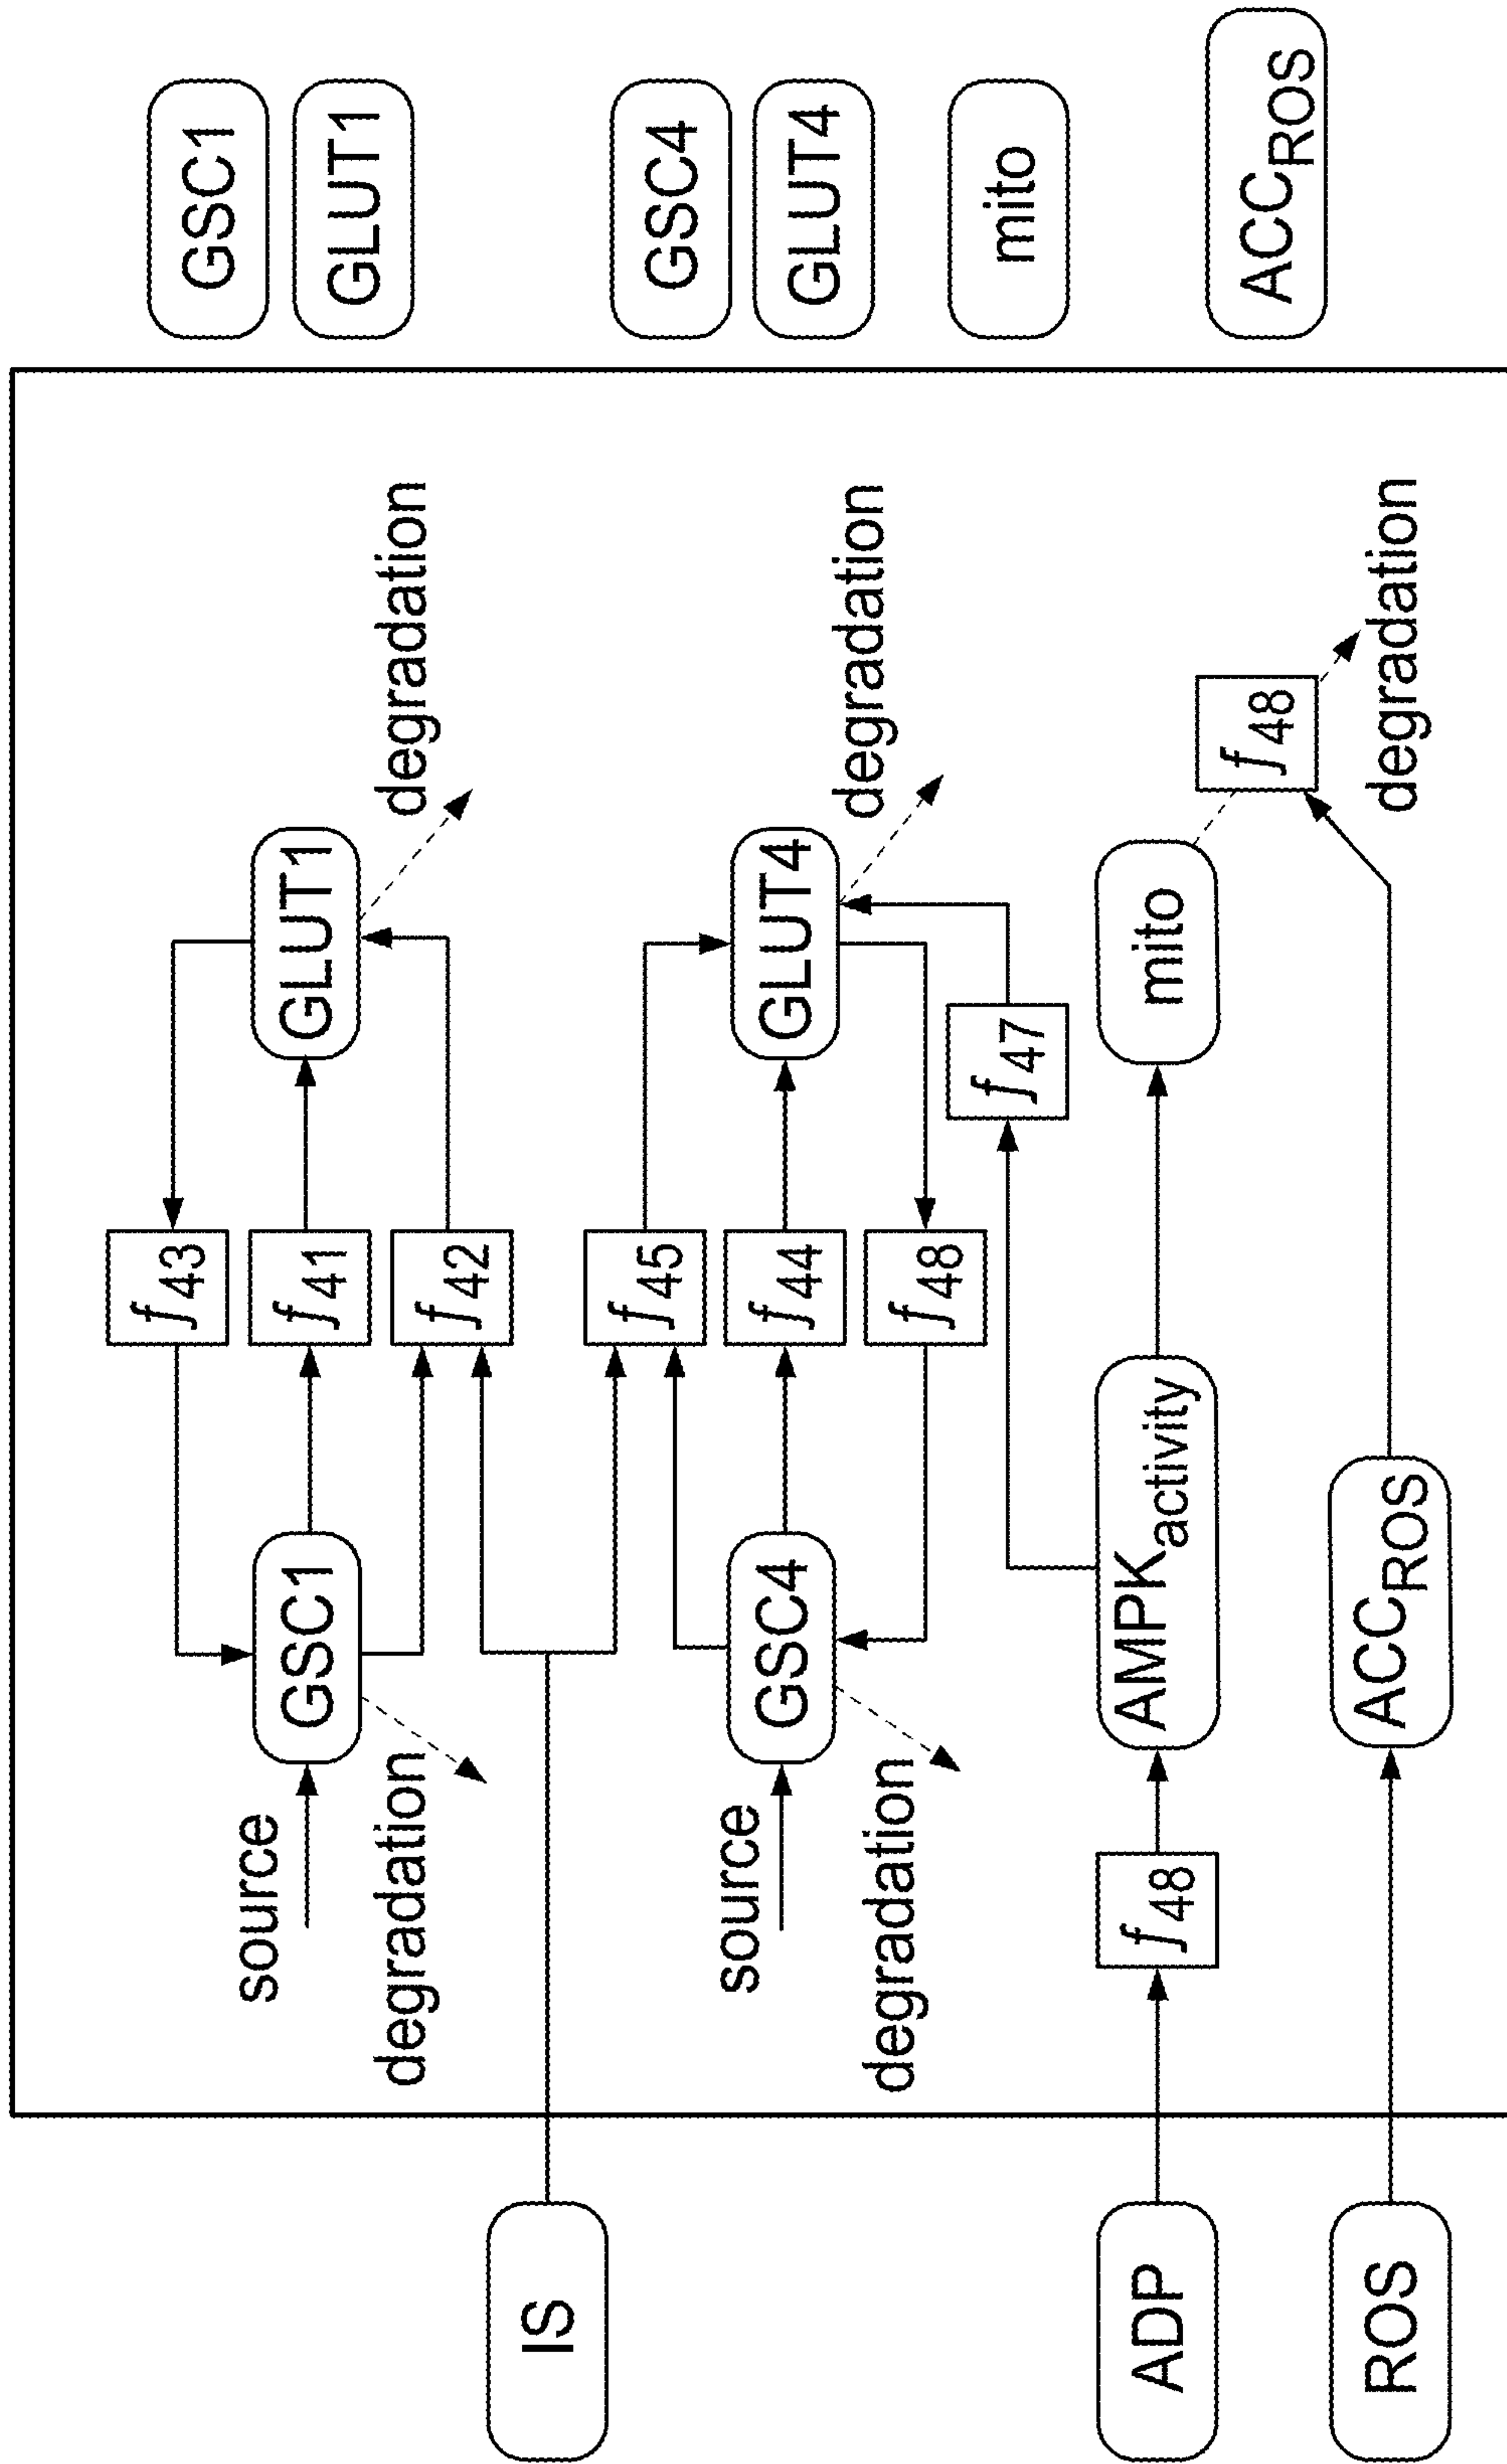 IS
ADP
ROS
source
degradation
GSC1
f43
f41
f42
GLUT1
degradation
source
degradation
GSC4
f45
f44
f48
GLUT4
degradation
f47
f48
AMPKactivity
mito
f48
degradation
ACCROS
GSC1
GLUT1
GSC4
GLUT4
mito
ACCROS